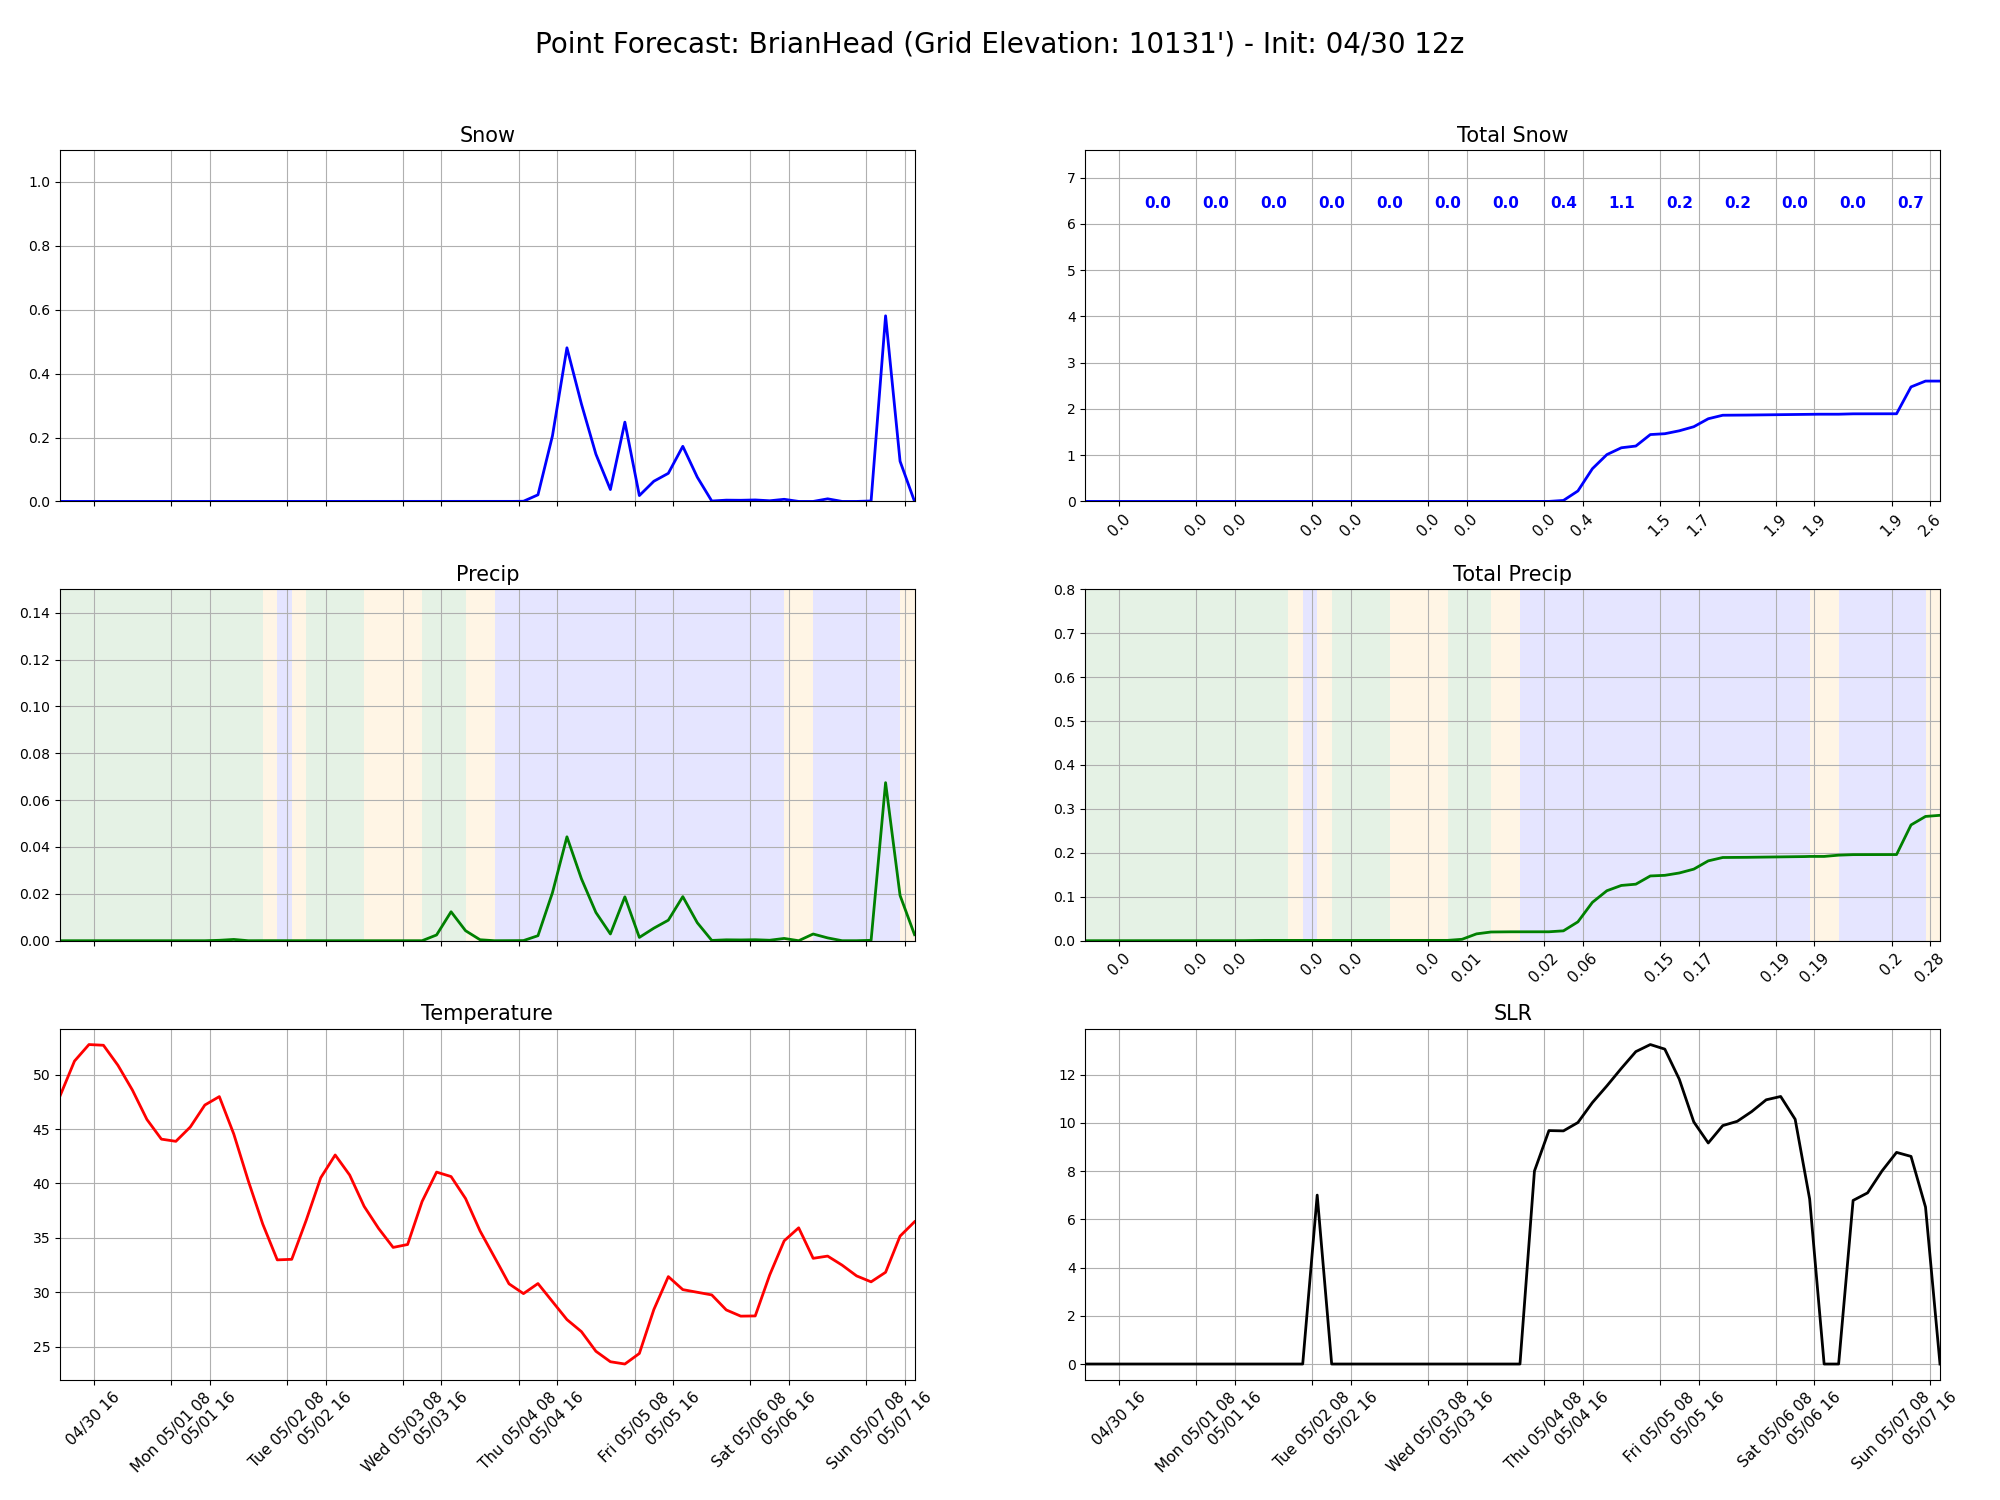 Point Forecast: BrianHead (Grid Elevation: 10131') - Init: 04/30 12z
Snow
1.0
0.8
0.6
0.4
0.2
0.0
Total Snow
7
6
5
4
3
2
1
0
0.0 0.0 0.0 0.0 0.0 0.0 0.0 0.4 1.1 0.2 0.2 0.0 0.0 0.7
0.0 0.0 0.0 0.0 0.0 0.0 0.0 0.0 0.4 1.5 1.7 1.9 1.9 1.9 2.6
Precip
0.14
0.12
0.10
0.08
0.06
0.04
0.02
0.00
Total Precip
0.8
0.7
0.6
0.5
0.4
0.3
0.2
0.1
0.0
0.0 0.0 0.0 0.0 0.0 0.0 0.01 0.02 0.06 0.15 0.17 0.19 0.19 0.2 0.28
Temperature
50
45
40
35
30
25
04/30 16
Mon 05/01 08
05/01 16
Tue 05/02 08
05/02 16
Wed 05/03 08
05/03 16
Thu 05/04 08
05/04 16
Fri 05/05 08
05/05 16
Sat 05/06 08
05/06 16
Sun 05/07 08
05/07 16
SLR
12
10
8
6
4
2
0
04/30 16
Mon 05/01 08
05/01 16
Tue 05/02 08
05/02 16
Wed 05/03 08
05/03 16
Thu 05/04 08
05/04 16
Fri 05/05 08
05/05 16
Sat 05/06 08
05/06 16
Sun 05/07 08
05/07 16